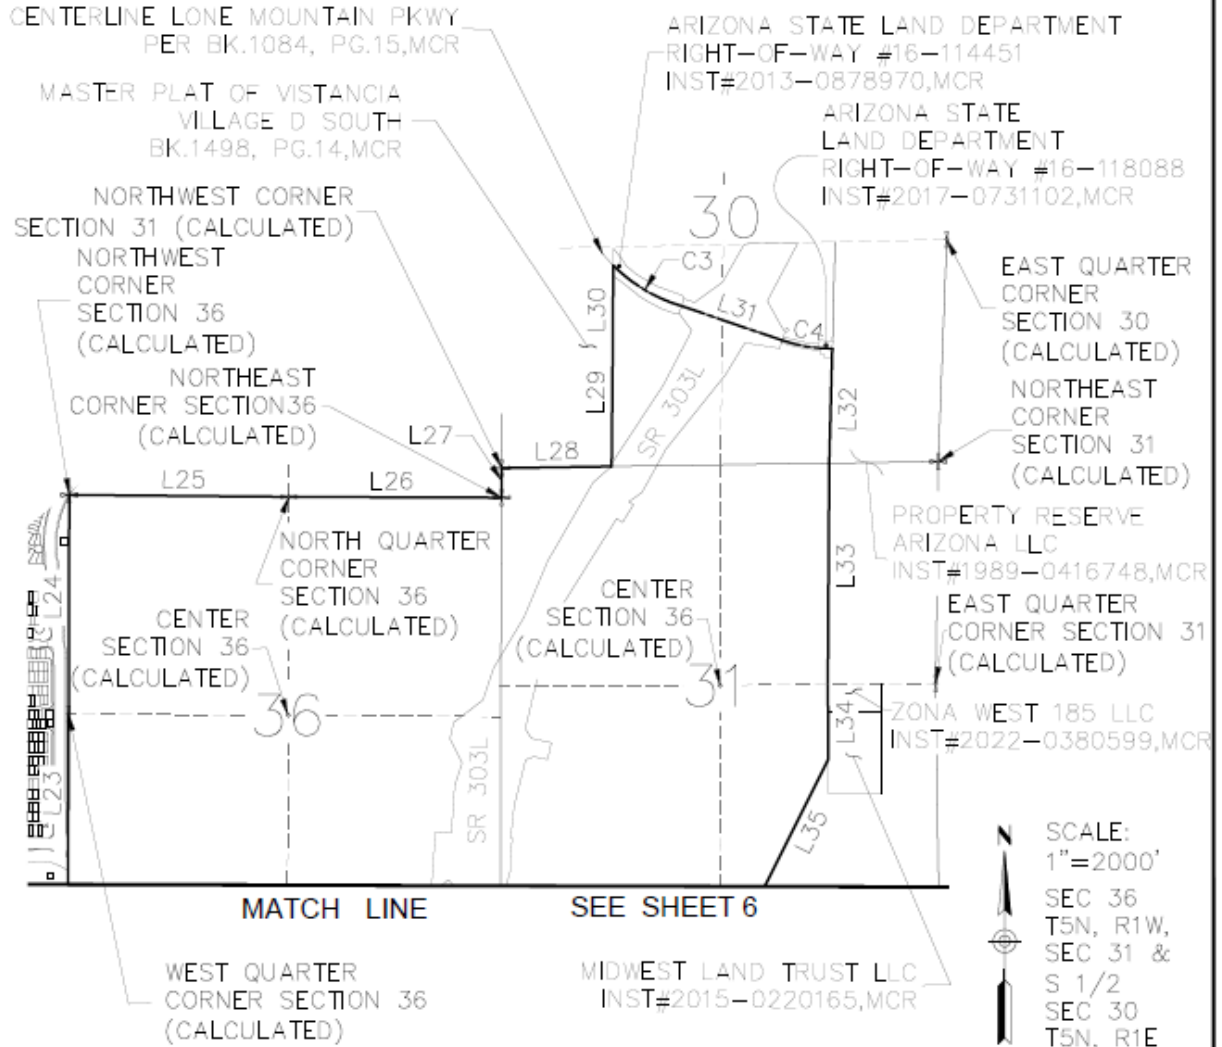 CENTERLINE LONE MOUNTAIN PKWY
PER BK.1084, PG.15,MCR
ARIZONA STATE LAND DEPARTMENT
RIGHT-OF-WAY #16-114451
INST#2013-0878970,MCR
MASTER PLAT OF VISTANCIA
VILLAGE D SOUTH
BK.1498, PG.14,MCR
ARIZONA STATE
LAND DEPARTMENT
RIGHT-OF-WAY #16-118088
INST#2017-0731102,MCR
NORTHWEST CORNER
SECTION 31 (CALCULATED)
30
NORTHWEST
CORNER
SECTION 36
(CALCULATED)
C3
L30
L31
C4
EAST QUARTER
CORNER
SECTION 30
(CALCULATED)
NORTHEAST
CORNER SECTION36
(CALCULATED)
L29
SR 303L
L32
NORTHEAST
CORNER
SECTION 31
(CALCULATED)
L27
L28
L25
L26
NORTH QUARTER
CORNER
SECTION 36
(CALCULATED)
PROPERTY RESERVE
ARIZONA LLC
INST#1989-0416748,MCR
L24
L33
CENTER
SECTION 36
(CALCULATED)
CENTER
SECTION 36
(CALCULATED)
EAST QUARTER
CORNER SECTION 31
(CALCULATED)
36
31
L34
ZONA WEST 185 LLC
INST#2022-0380599,MCR
L23
SR 303L
L35
MATCH LINE
SEE SHEET 6
N
SCALE:
1"=2000'
SEC 36
T5N, R1W,
SEC 31 &
S 1/2
SEC 30
T5N, R1E
WEST QUARTER
CORNER SECTION 36
(CALCULATED)
MIDWEST LAND TRUST LLC
INST#2015-0220165,MCR